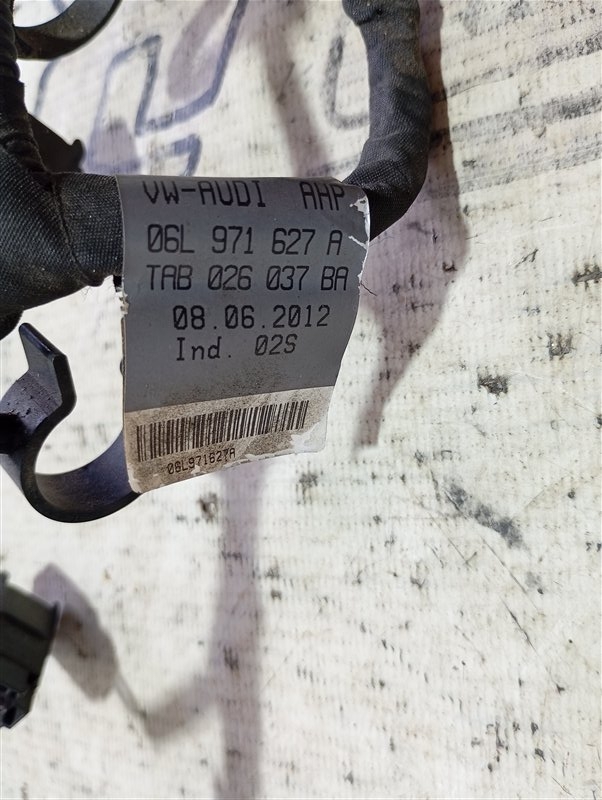 VW-AUDI AHP
06L 971 627 A
TAB 026 037 BA
08.06.2012
Ind. 02S
06L971627A